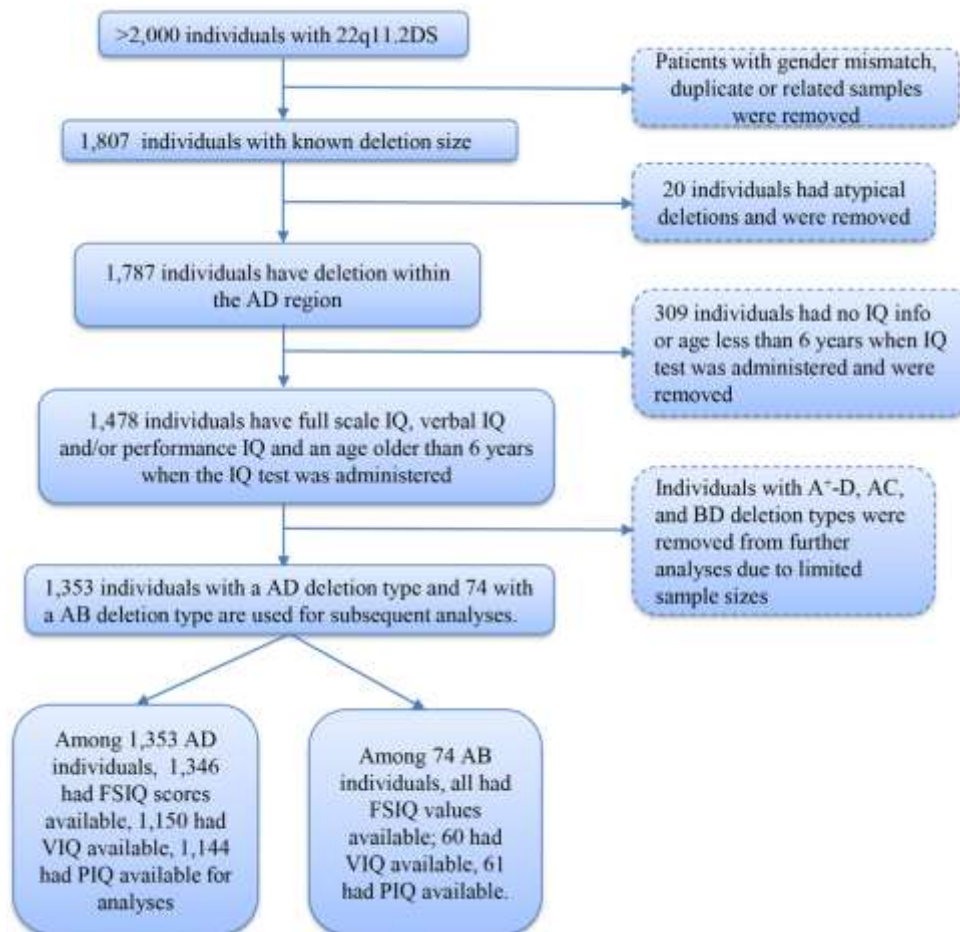 >2,000 individuals with 22q11.2DS
Patients with gender mismatch,
duplicate or related samples
were removed
1,807 individuals with known deletion size
20 individuals had atypical
deletions and were removed
1,787 individuals have deletion within
the AD region
309 individuals had no IQ info
or age less than 6 years when IQ
test was administered and were
removed
1,478 individuals have full scale IQ, verbal IQ
and/or performance IQ and an age older than 6 years
when the IQ test was administered
Individuals with A⁺-D, AC,
and BD deletion types were
removed from further
analyses due to limited
sample sizes
1,353 individuals with a AD deletion type and 74 with
a AB deletion type are used for subsequent analyses.
Among 1,353 AD
individuals, 1,346
had FSIQ scores
available, 1,150 had
VIQ available, 1,144
had PIQ available for
analyses
Among 74 AB
individuals, all had
FSIQ values
available; 60 had
VIQ available, 61
had PIQ available.